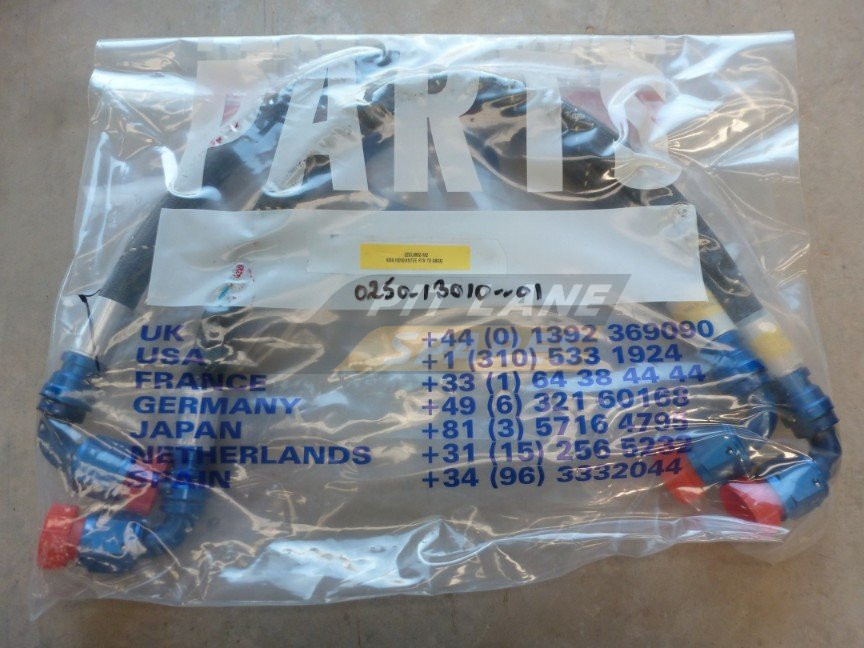 PARTS
0250-13010-01
PIT LANE
UK +44 (0) 1392 369090
USA +1 (310) 533 1924
FRANCE +33 (1) 64 38 44 44
GERMANY +49 (6) 321 60168
JAPAN +81 (3) 5716 4795
NETHERLANDS +31 (15) 256 5232
SPAIN +34 (96) 3332044